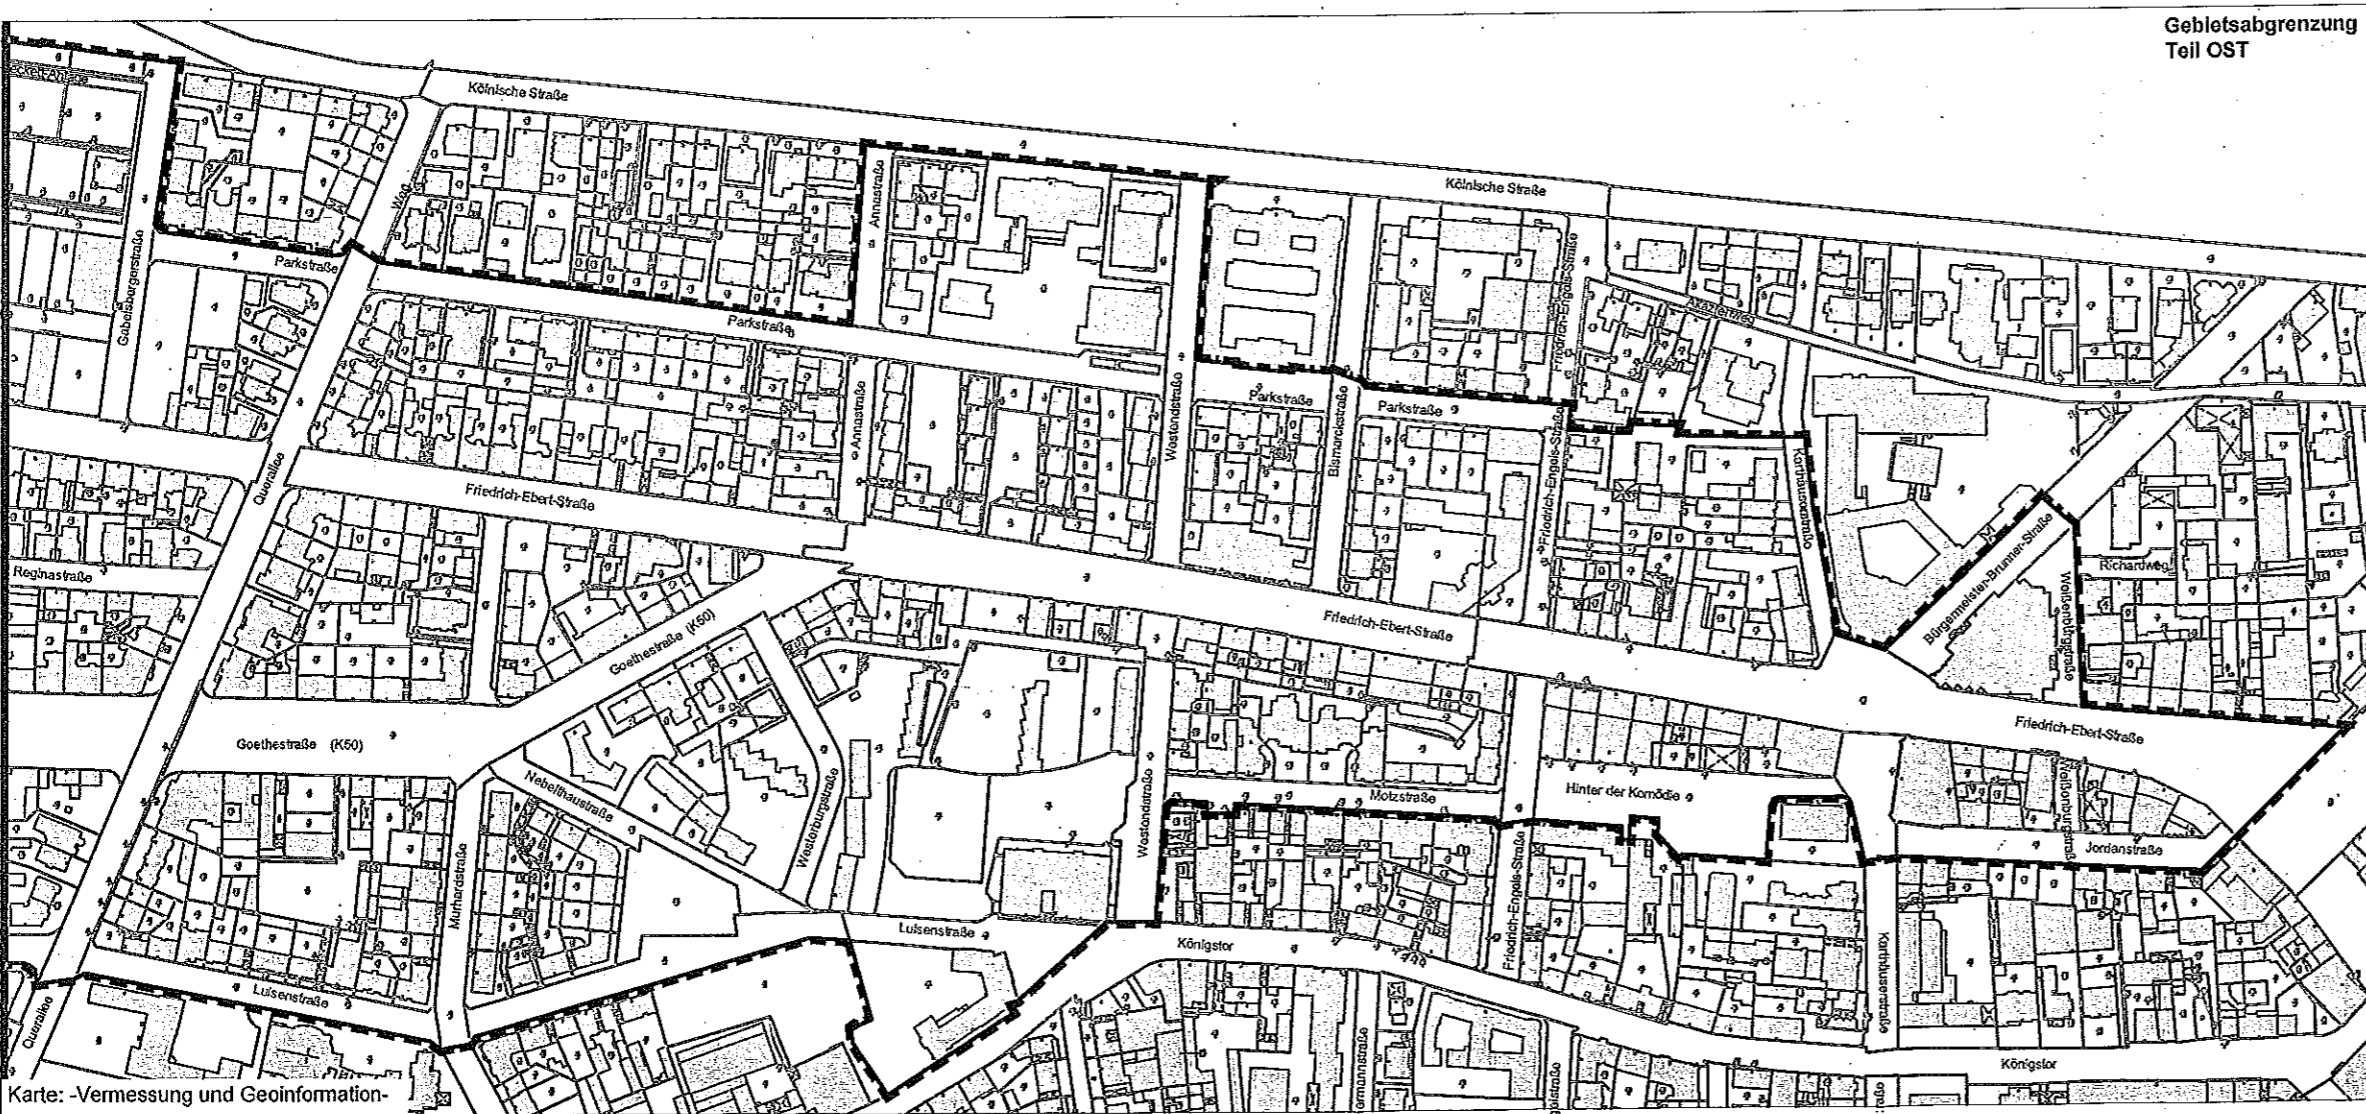 Gebietsabgrenzung
Teil OST
Kölnische Straße
Kölnische Straße
Weg
Annastraße
Friedrich-Engels-Straße
Akazienweg
Gabelsbergerstraße
Parkstraße
Parkstraße
Parkstraße
Parkstraße
Annastraße
Westendstraße
Bismarckstraße
Friedrich-Engels-Straße
Karthäuserstraße
Querallee
Friedrich-Ebert-Straße
Reginastraße
Goethestraße (K50)
Friedrich-Ebert-Straße
Bürgermeister-Brunner-Straße
Weißenburgstraße
Richardweg
Friedrich-Ebert-Straße
Goethestraße (K50)
Nebelthaustraße
Westerburgstraße
Westendstraße
Motzstraße
Hinter der Komödie
Weißenburgstraße
Jordanstraße
Murhardstraße
Luisenstraße
Königstor
Friedrich-Engels-Straße
Karthäuserstraße
Luisenstraße
Querallee
Königstor
Karte: -Vermessung und Geoinformation-